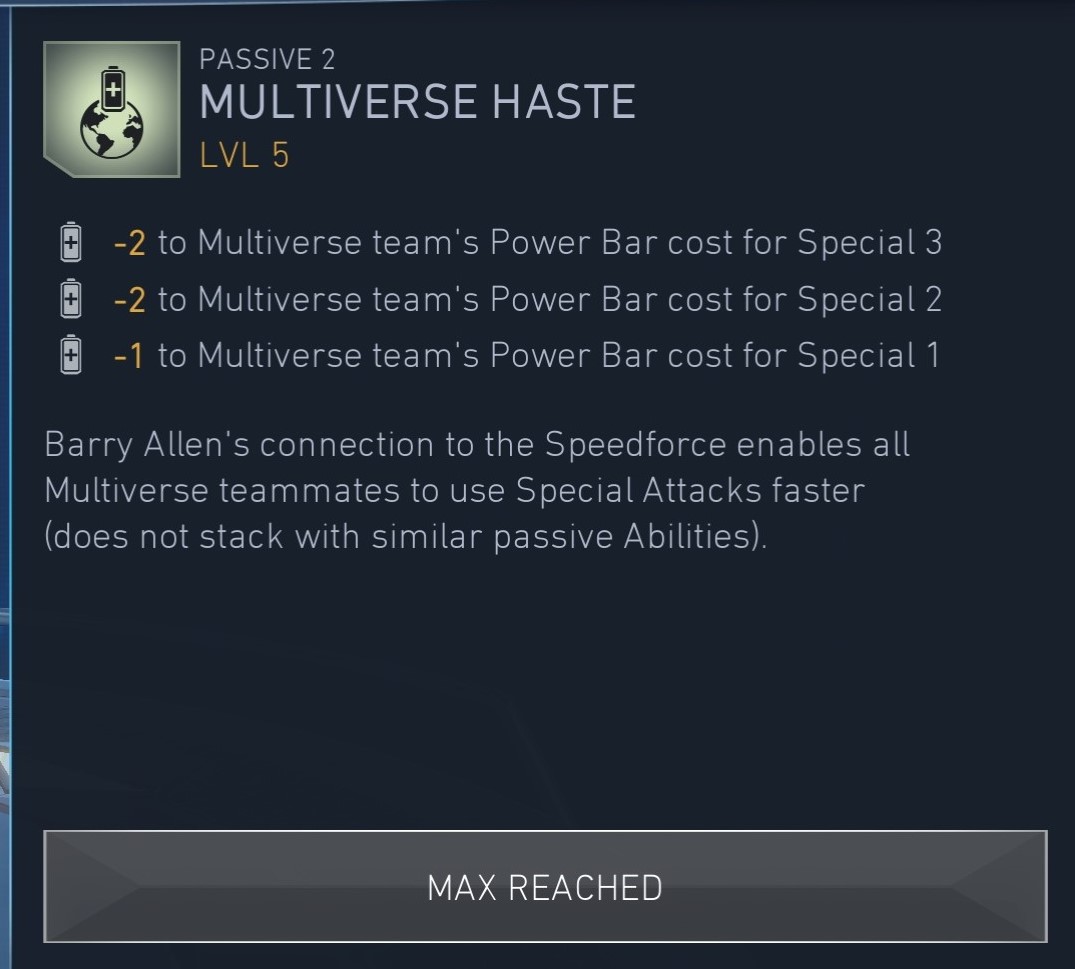 PASSIVE 2
MULTIVERSE HASTE
LVL 5
-2 to Multiverse team's Power Bar cost for Special 3
-2 to Multiverse team's Power Bar cost for Special 2
-1 to Multiverse team's Power Bar cost for Special 1
Barry Allen's connection to the Speedforce enables all
Multiverse teammates to use Special Attacks faster
(does not stack with similar passive Abilities).
MAX REACHED